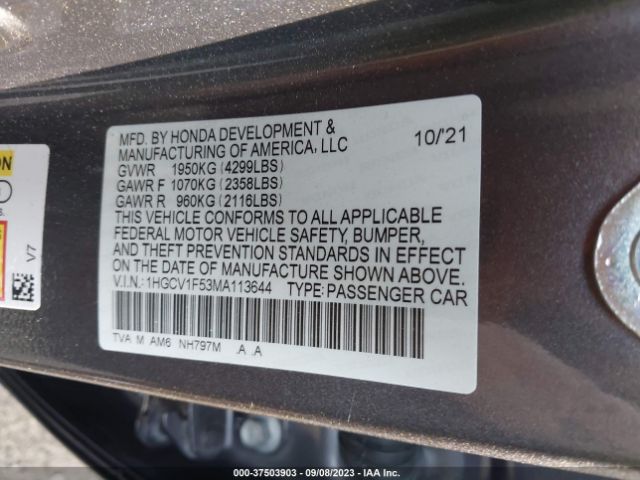 MFD. BY HONDA DEVELOPMENT &
MANUFACTURING OF AMERICA, LLC 10/'21
GVWR 1950KG (4299LBS)
GAWR F 1070KG (2358LBS)
GAWR R 960KG (2116LBS)
THIS VEHICLE CONFORMS TO ALL APPLICABLE
FEDERAL MOTOR VEHICLE SAFETY, BUMPER,
AND THEFT PREVENTION STANDARDS IN EFFECT
ON THE DATE OF MANUFACTURE SHOWN ABOVE.
V.I.N.: 1HGCV1F53MA113644 TYPE: PASSENGER CAR
TVA M AM6 NH797M .A .A
V7
000-37503903 / 09/08/2023 / IAA Inc.